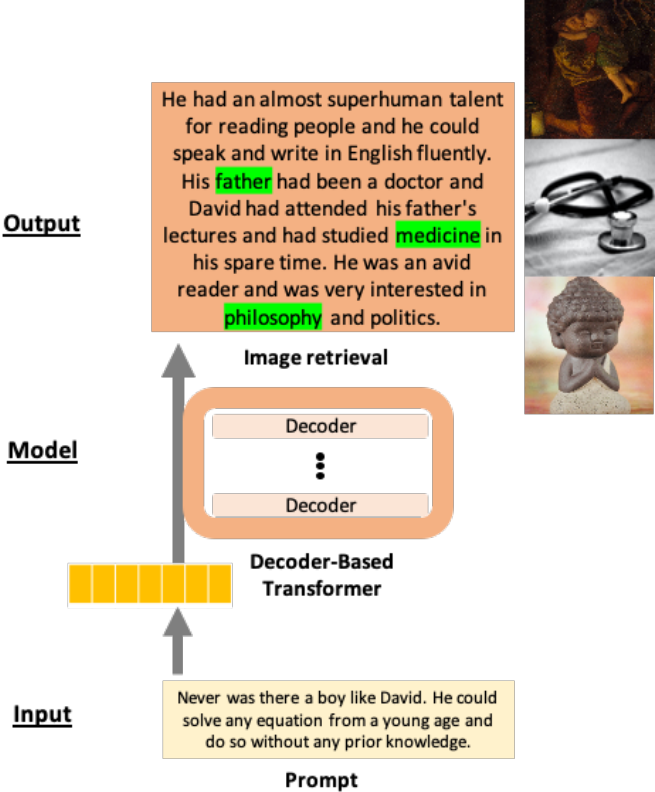 He had an almost superhuman talent
for reading people and he could
speak and write in English fluently.
His father had been a doctor and
David had attended his father's
lectures and had studied medicine in
his spare time. He was an avid
reader and was very interested in
philosophy and politics.
Output
Image retrieval
Model
Decoder
Decoder
Decoder-Based
Transformer
Input
Never was there a boy like David. He could
solve any equation from a young age and
do so without any prior knowledge.
Prompt